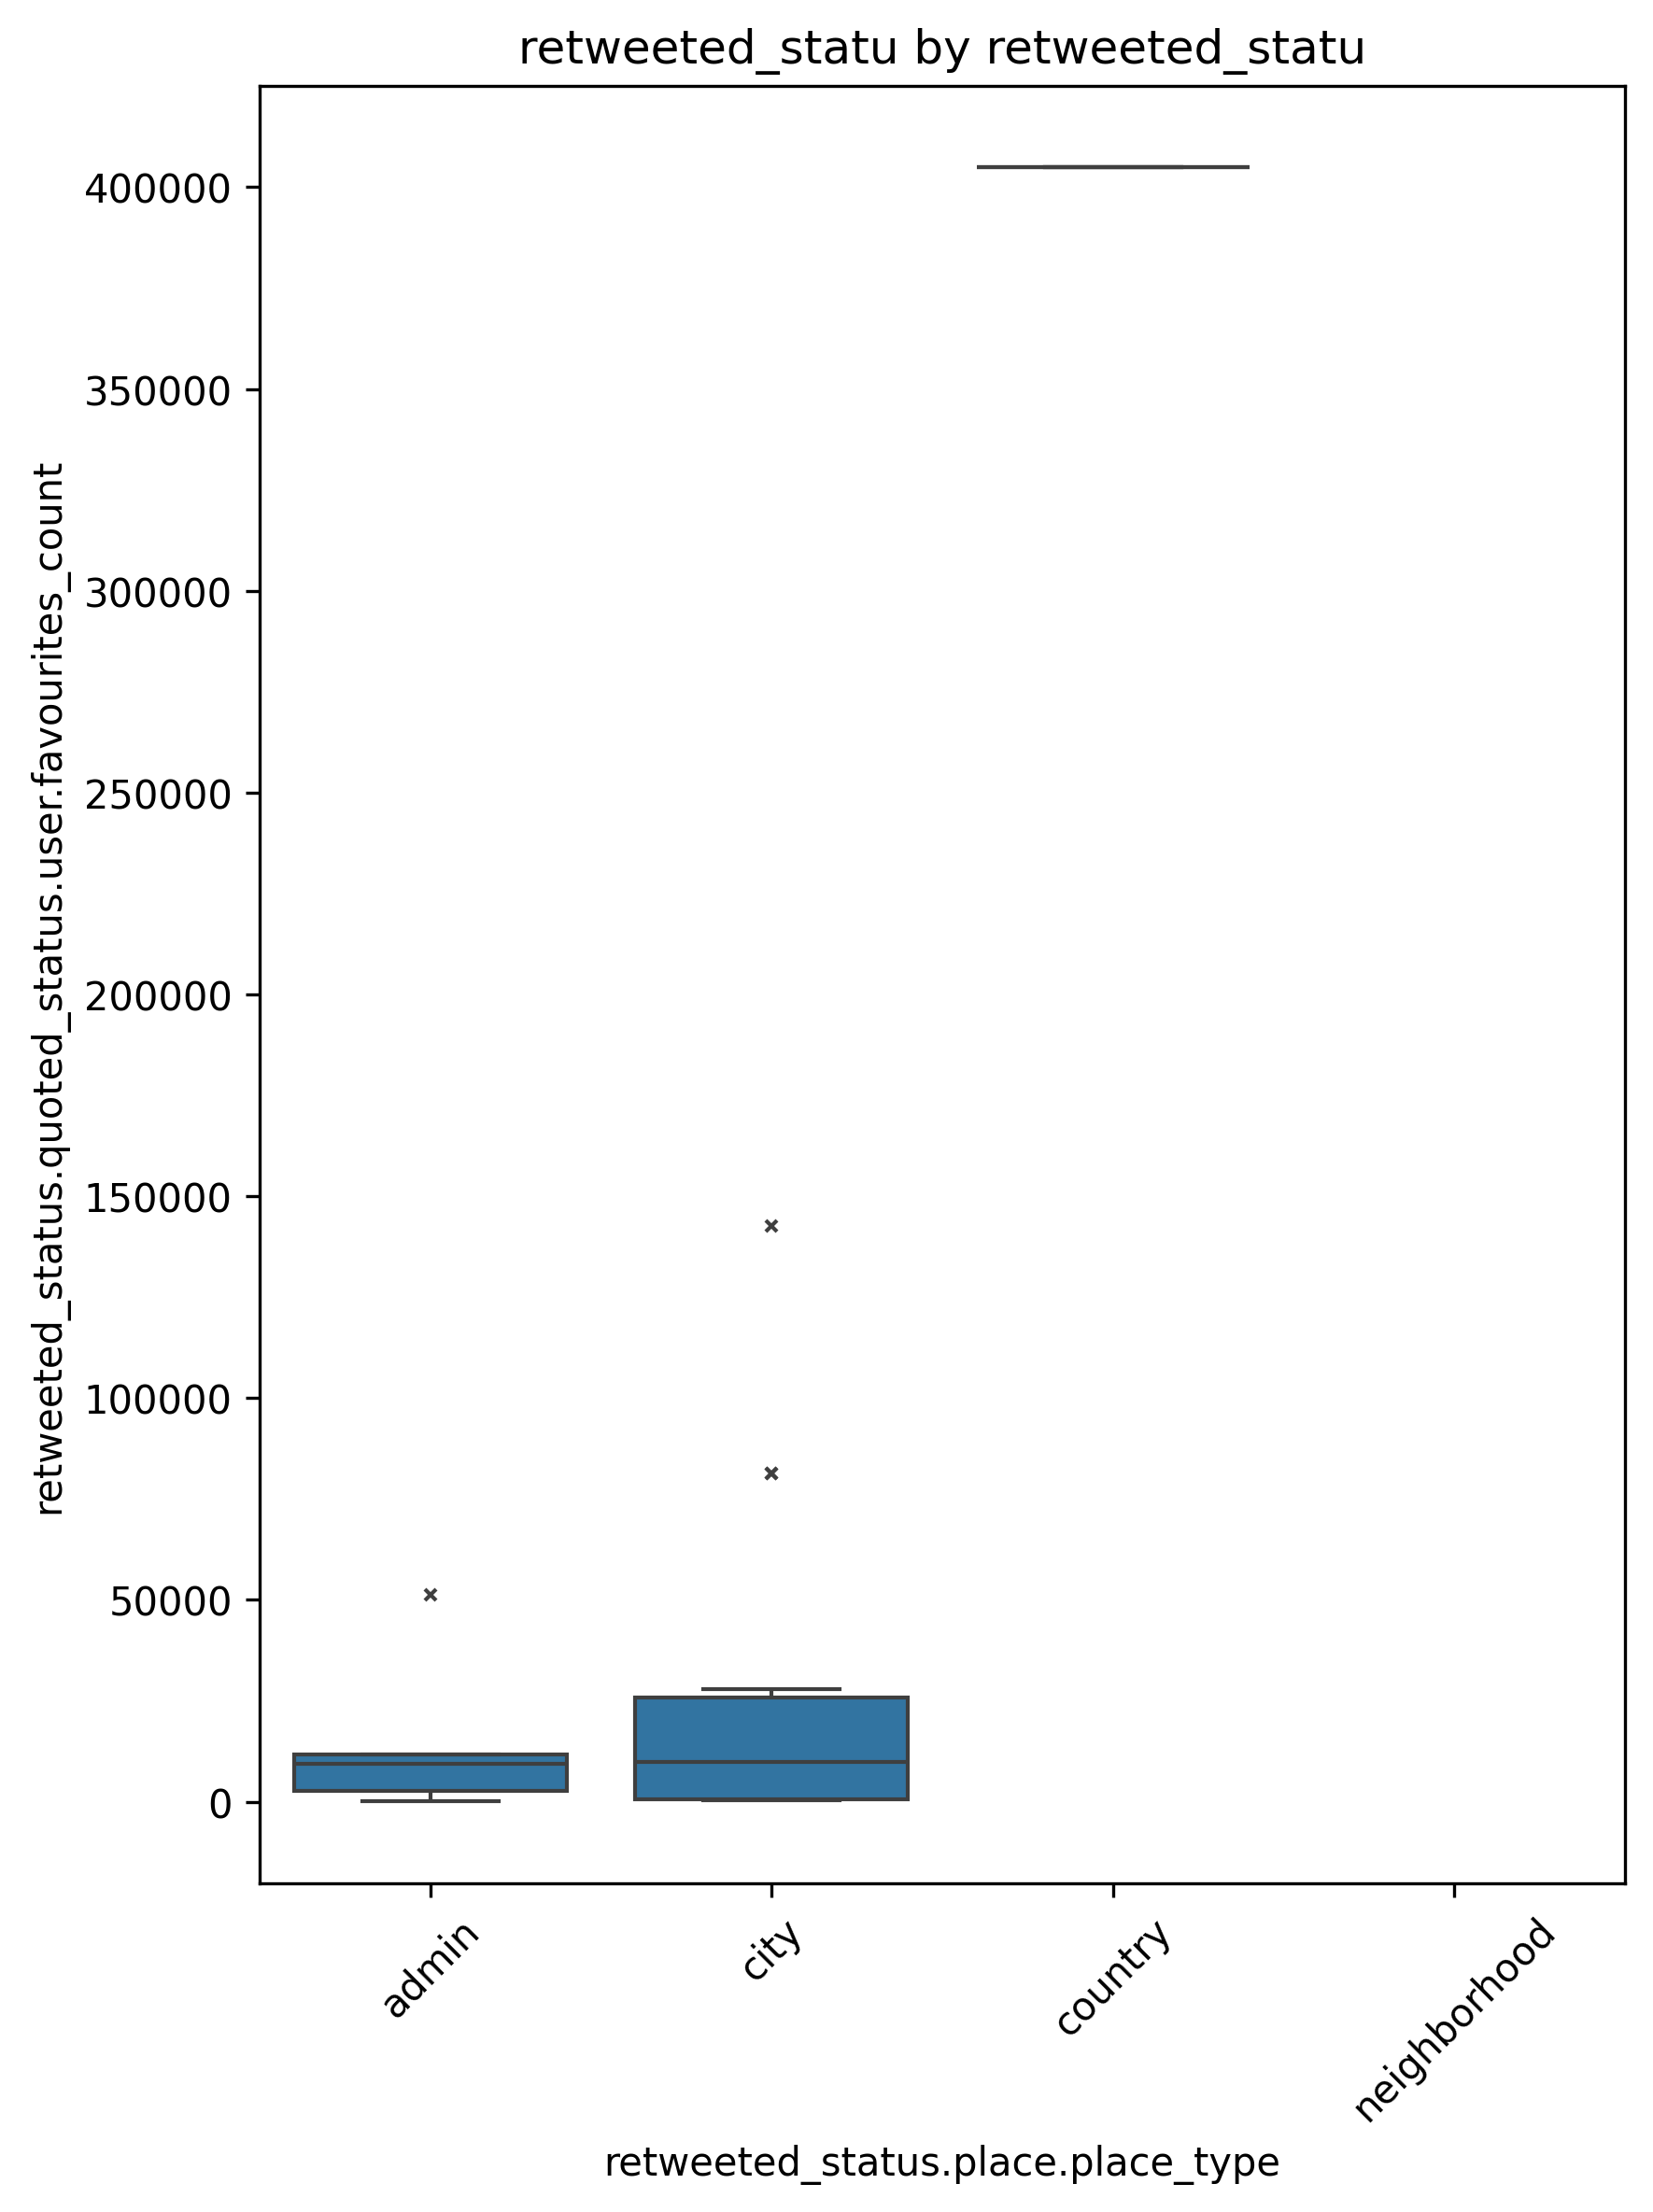 retweeted_statu by retweeted_statu
retweeted_status.quoted_status.user.favourites_count
400000
350000
300000
250000
200000
150000
100000
50000
0
admin
city
country
neighborhood
retweeted_status.place.place_type